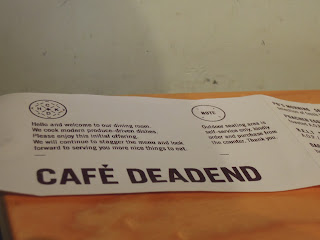 Hello and welcome to our dining room.
We cook modern produce-driven dishes.
Please enjoy this initial offering.
We will continue to stagger the menu and look
forward to serving you more nice things to eat.
NOTE
Outdoor seating area is
self-service only, kindly
order and purchase from
the counter. Thank you.
CAFÉ DEADEND